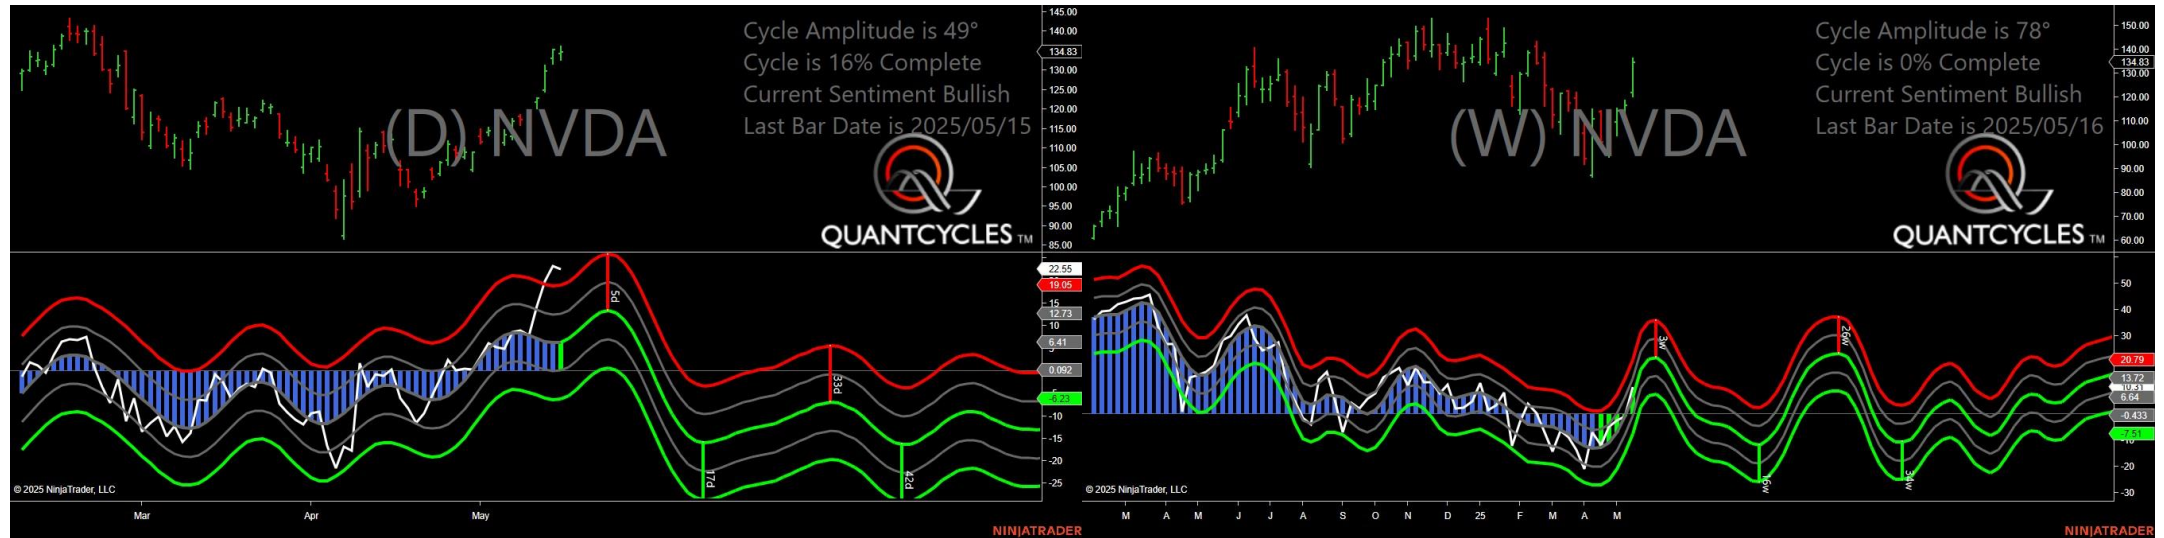 Cycle Amplitude is 49°
Cycle is 16% Complete
Current Sentiment Bullish
Last Bar Date is 2025/05/15
(D) NVDA
QUANTCYCLES TM
145.00
140.00
134.83
130.00
125.00
120.00
115.00
110.00
105.00
100.00
95.00
90.00
85.00
22.55
19.05
15
12.73
10
6.41
0.092
-6.23
-10
-15
-20
-25
5d
17d
33d
42d
© 2025 NinjaTrader, LLC
Mar
Apr
May
NINJATRADER
Cycle Amplitude is 78°
Cycle is 0% Complete
Current Sentiment Bullish
Last Bar Date is 2025/05/16
(W) NVDA
QUANTCYCLES TM
150.00
140.00
134.83
130.00
120.00
110.00
100.00
90.00
80.00
70.00
60.00
50
40
30
20.79
13.72
10.31
6.64
-0.433
-7.51
-20
-30
3w
16w
26w
© 2025 NinjaTrader, LLC
M A M J J A S O N D 25 F M A M
NINJATRADER